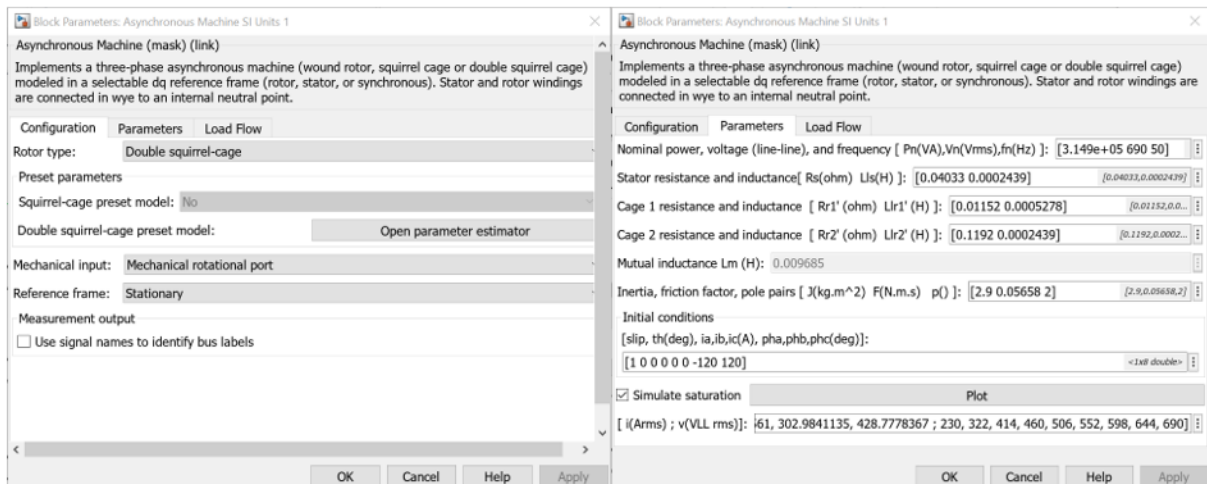 Block Parameters: Asynchronous Machine SI Units 1
Asynchronous Machine (mask) (link)
Implements a three-phase asynchronous machine (wound rotor, squirrel cage or double squirrel cage)
modeled in a selectable dq reference frame (rotor, stator, or synchronous). Stator and rotor windings
are connected in wye to an internal neutral point.
Configuration Parameters Load Flow
Rotor type: Double squirrel-cage
Preset parameters
Squirrel-cage preset model: No
Double squirrel-cage preset model: Open parameter estimator
Mechanical input: Mechanical rotational port
Reference frame: Stationary
Measurement output
Use signal names to identify bus labels
OK Cancel Help Apply
Block Parameters: Asynchronous Machine SI Units 1
Asynchronous Machine (mask) (link)
Implements a three-phase asynchronous machine (wound rotor, squirrel cage or double squirrel cage)
modeled in a selectable dq reference frame (rotor, stator, or synchronous). Stator and rotor windings are
connected in wye to an internal neutral point.
Configuration Parameters Load Flow
Nominal power, voltage (line-line), and frequency [ Pn(VA),Vn(Vrms),fn(Hz) ]: [3.149e+05 690 50]
Stator resistance and inductance[ Rs(ohm) Lls(H) ]: [0.04033 0.0002439] [0.04033,0.0002439]
Cage 1 resistance and inductance [ Rr1' (ohm) Llr1' (H) ]: [0.01152 0.0005278] [0.01152,0.0...
Cage 2 resistance and inductance [ Rr2' (ohm) Llr2' (H) ]: [0.1192 0.0002439] [0.1192,0.0002...
Mutual inductance Lm (H): 0.009685
Inertia, friction factor, pole pairs [ J(kg.m^2) F(N.m.s) p() ]: [2.9 0.05658 2] [2.9,0.05658,2]
Initial conditions
[slip, th(deg), ia,ib,ic(A), pha,phb,phc(deg)]:
[1 0 0 0 0 0 -120 120] <1x8 double>
Simulate saturation Plot
[ i(Arms) ; v(VLL rms)]: 61, 302.9841135, 428.7778367 ; 230, 322, 414, 460, 506, 552, 598, 644, 690]
OK Cancel Help Apply